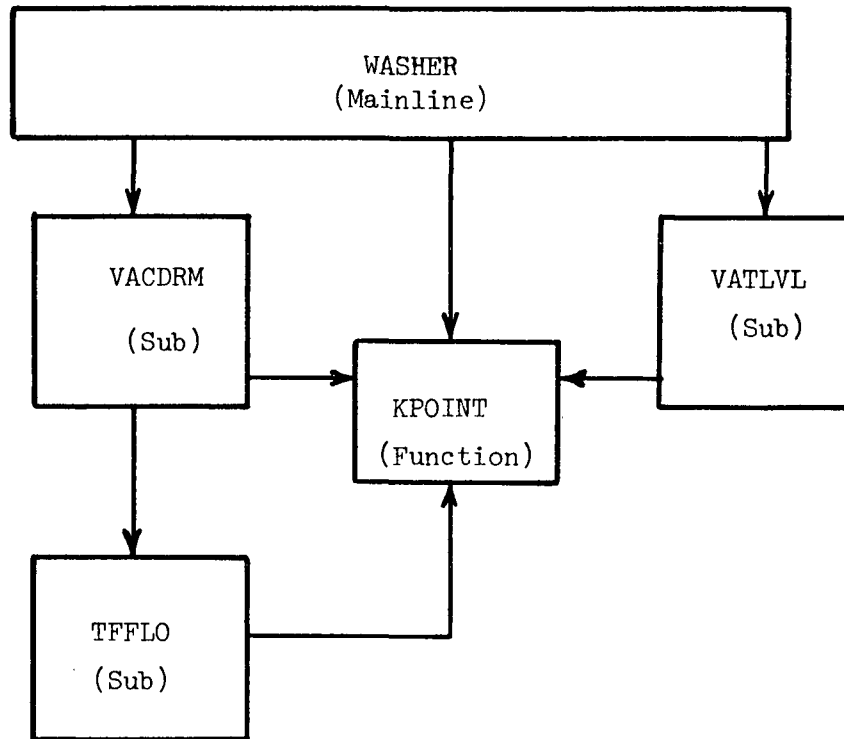 WASHER
(Mainline)
VACDRM
(Sub)
VATLVL
(Sub)
KPOINT
(Function)
TFFLO
(Sub)